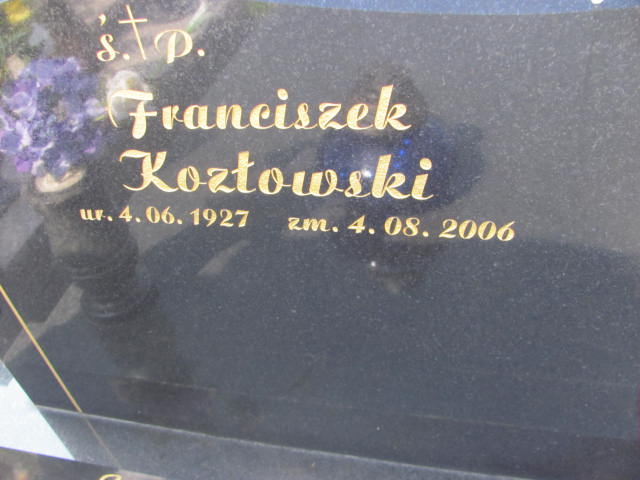 ś.†p.
Franciszek
Kozłowski
ur. 4.06.1927 zm. 4.08.2006